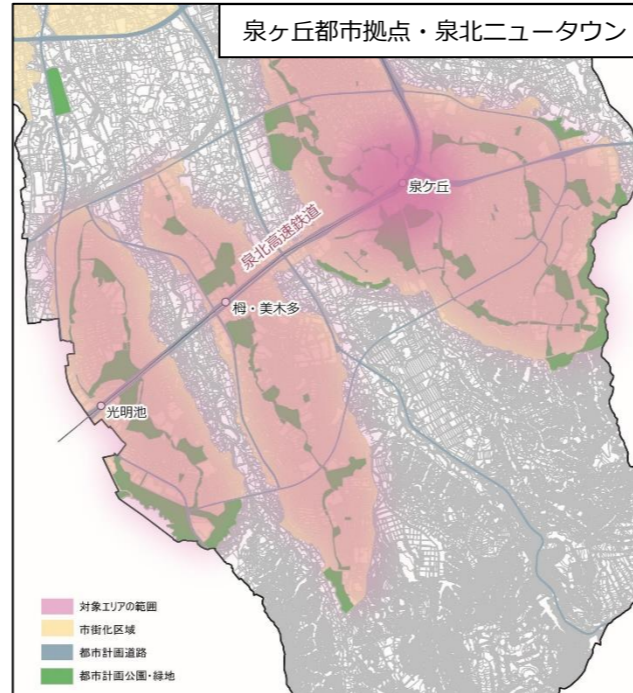 泉ヶ丘都市拠点・泉北ニュータウン
泉ケ丘
泉北高速鉄道
栂・美木多
光明池
対象エリアの範囲
市街化区域
都市計画道路
都市計画公園・緑地